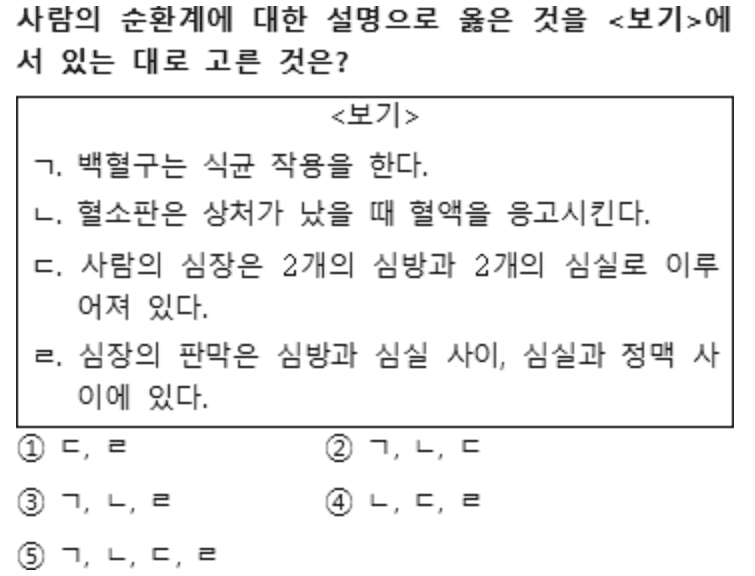 사람의 순환계에 대한 설명으로 옳은 것을 <보기>에
서 있는 대로 고른 것은?
<보기>
ㄱ. 백혈구는 식균 작용을 한다.
ㄴ. 혈소판은 상처가 났을 때 혈액을 응고시킨다.
ㄷ. 사람의 심장은 2개의 심방과 2개의 심실로 이루
어져 있다.
ㄹ. 심장의 판막은 심방과 심실 사이, 심실과 정맥 사
이에 있다.
① ㄷ, ㄹ ② ㄱ, ㄴ, ㄷ
③ ㄱ, ㄴ, ㄹ ④ ㄴ, ㄷ, ㄹ
⑤ ㄱ, ㄴ, ㄷ, ㄹ